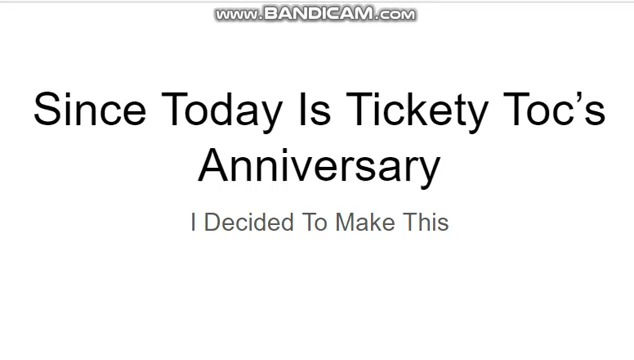 www.BANDICAM.com
Since Today Is Tickety Toc’s
Anniversary
I Decided To Make This